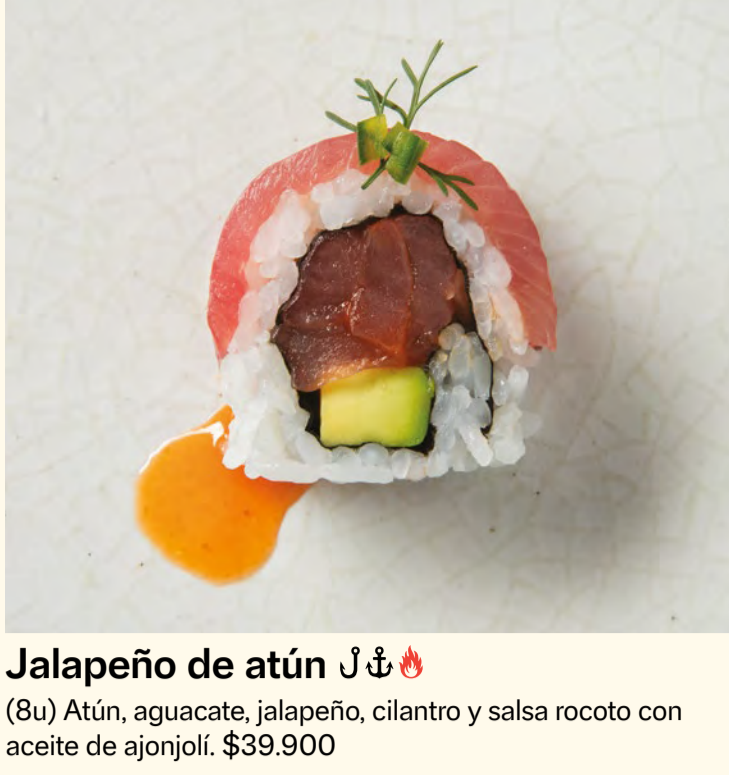 Jalapeño de atún
(8u) Atún, aguacate, jalapeño, cilantro y salsa rocoto con
aceite de ajonjolí. $39.900